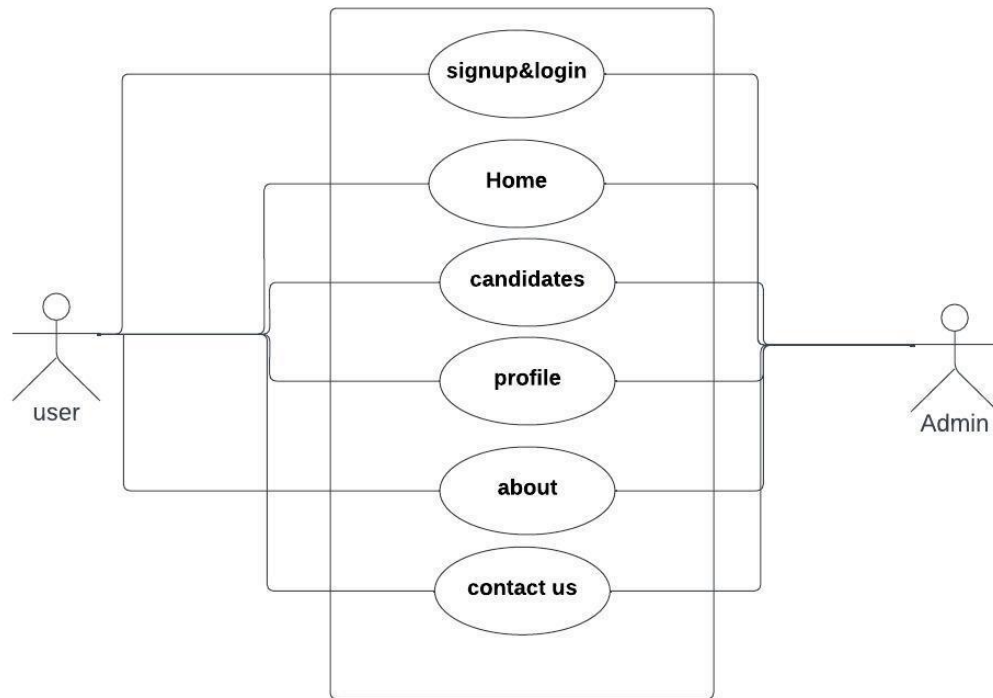 signup&login
Home
candidates
profile
user
Admin
about
contact us